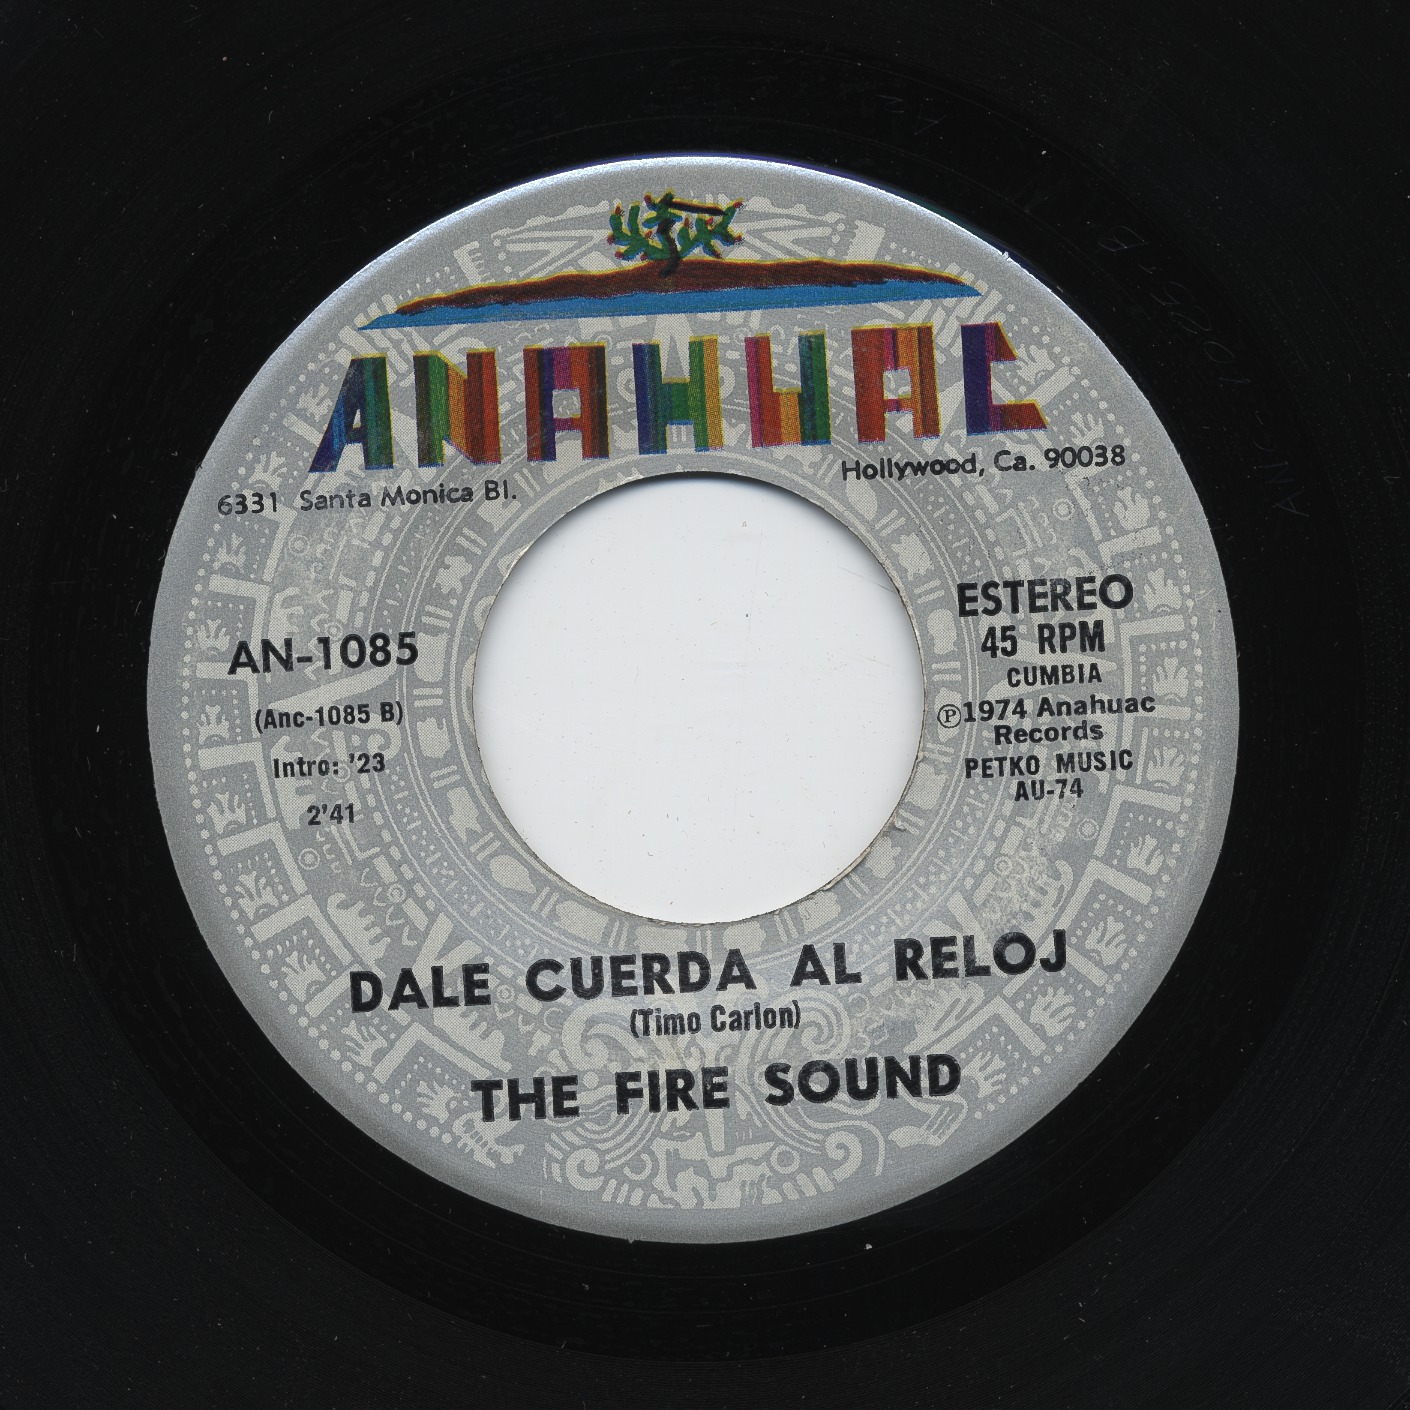 ANAHUAC
6331 Santa Monica Bl.
Hollywood, Ca. 90038
AN-1085
(Anc-1085 B)
Intro: '23
2'41
ESTEREO
45 RPM
CUMBIA
℗1974 Anahuac
Records
PETKO MUSIC
AU-74
DALE CUERDA AL RELOJ
(Timo Carlon)
THE FIRE SOUND